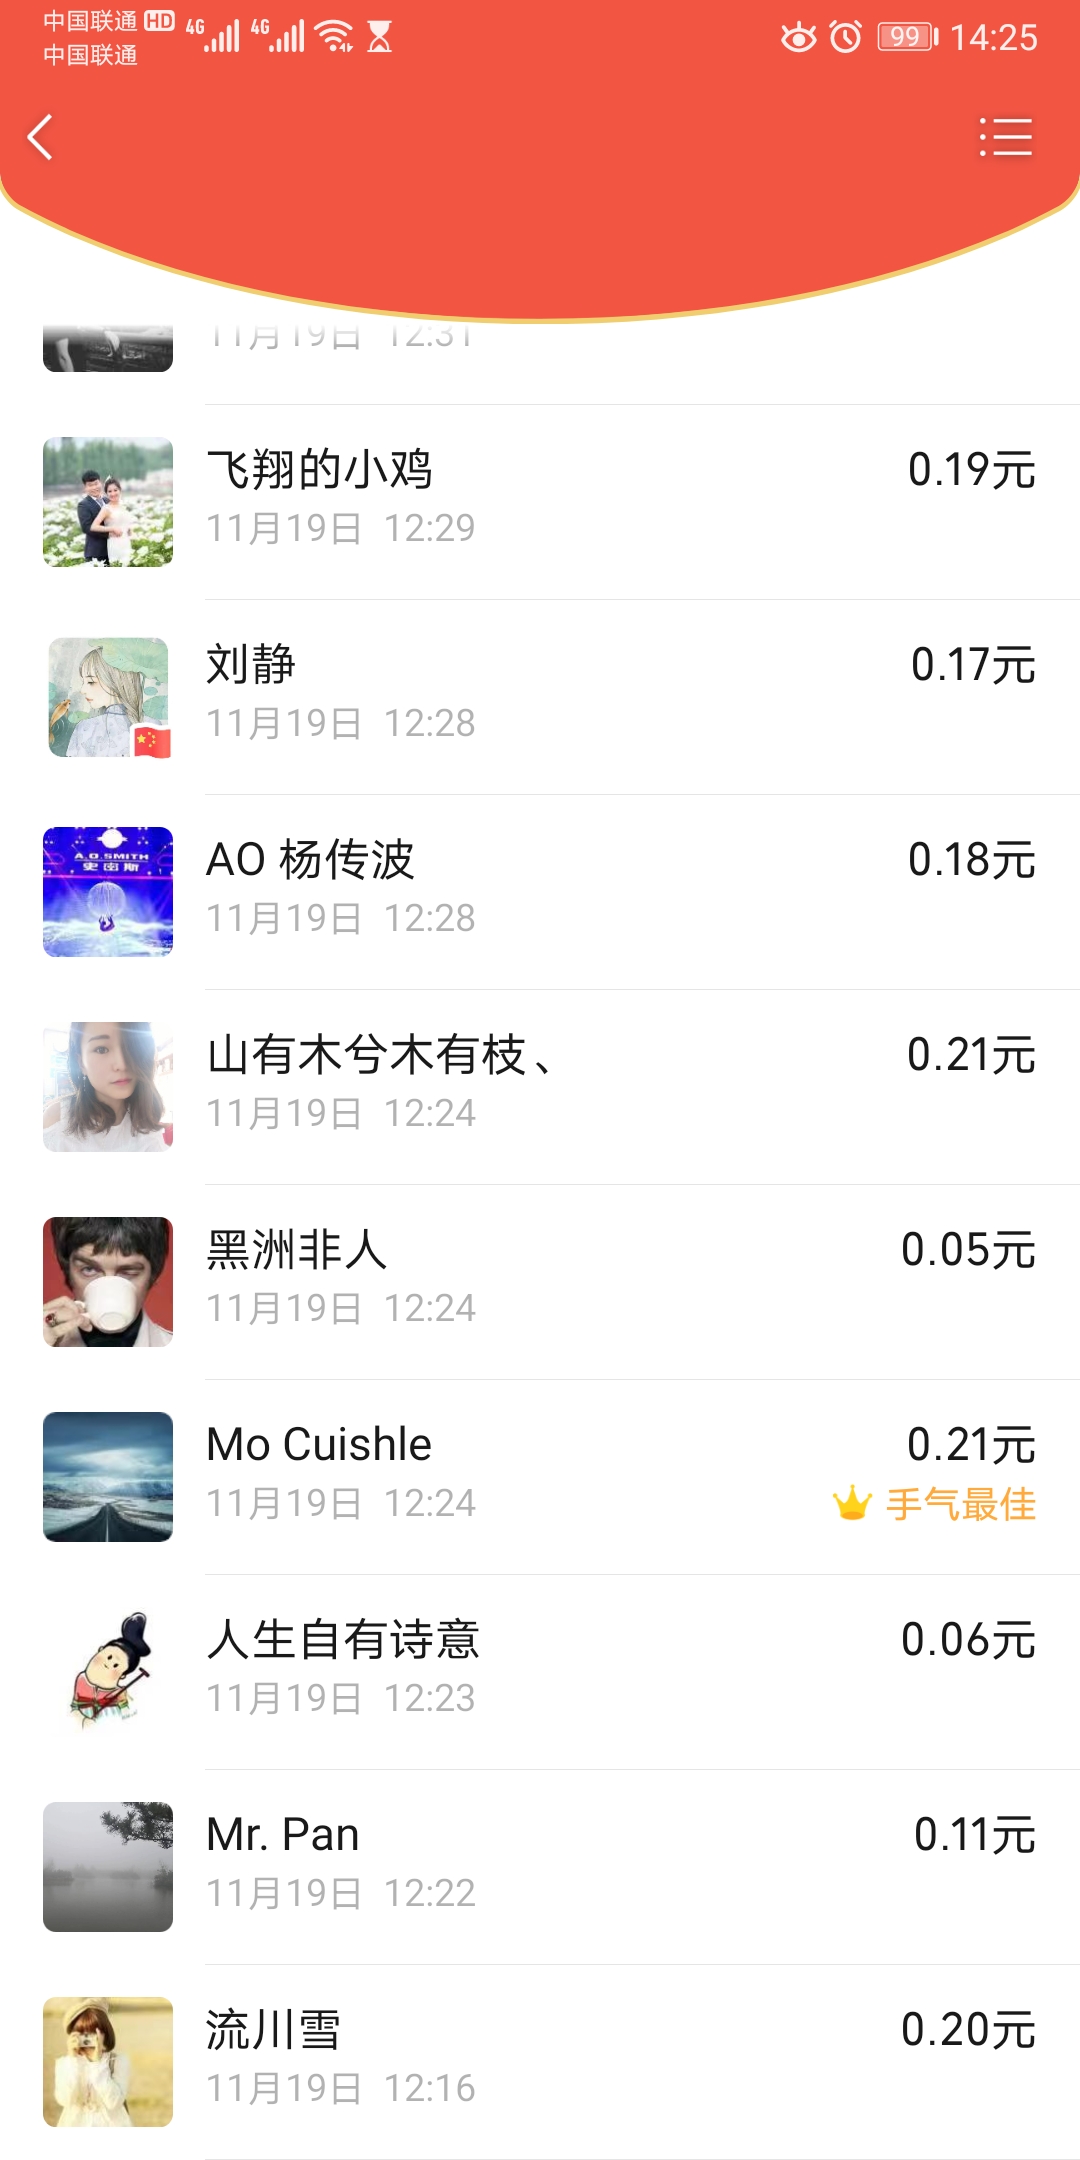 中国联通 HD 4G 4G 99 14:25
中国联通
11月19日 12:31
飞翔的小鸡 0.19元
11月19日 12:29
刘静 0.17元
11月19日 12:28
A.O.SMITH
史密斯
AO 杨传波 0.18元
11月19日 12:28
山有木兮木有枝、 0.21元
11月19日 12:24
黑洲非人 0.05元
11月19日 12:24
Mo Cuishle 0.21元
11月19日 12:24 手气最佳
人生自有诗意 0.06元
11月19日 12:23
Mr. Pan 0.11元
11月19日 12:22
流川雪 0.20元
11月19日 12:16